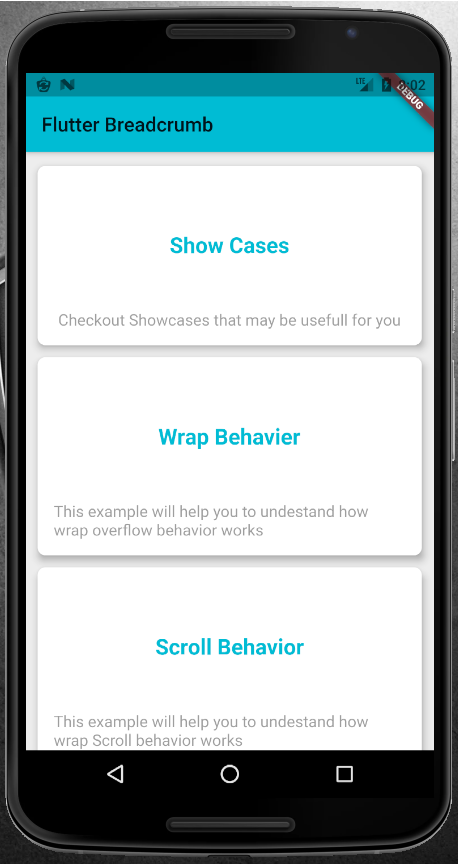 LTE
DEBUG
Flutter Breadcrumb
Show Cases
Checkout Showcases that may be usefull for you
Wrap Behavier
This example will help you to undestand how
wrap overflow behavior works
Scroll Behavior
This example will help you to undestand how
wrap Scroll behavior works